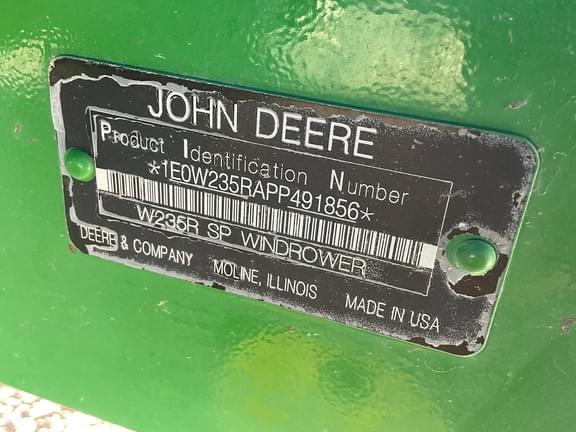 JOHN DEERE
Product Identification Number
*1E0W235RAPP491856*
W235R SP WINDROWER
DEERE & COMPANY MOLINE, ILLINOIS MADE IN USA